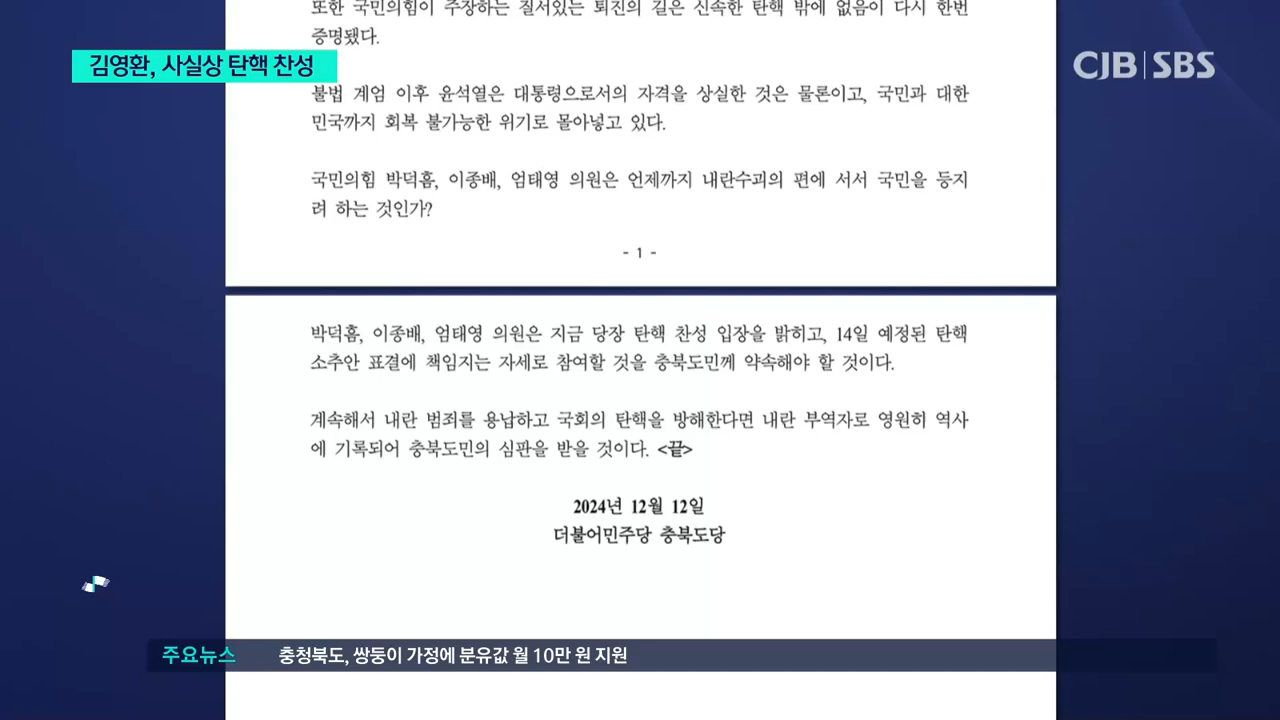 또한 국민의힘이 주장하는 질서있는 퇴진의 길은 신속한 탄핵 밖에 없음이 다시 한번
증명됐다.
김영환, 사실상 탄핵 찬성
CJB SBS
불법 계엄 이후 윤석열은 대통령으로서의 자격을 상실한 것은 물론이고, 국민과 대한
민국까지 회복 불가능한 위기로 몰아넣고 있다.
국민의힘 박덕흠, 이종배, 엄태영 의원은 언제까지 내란수괴의 편에 서서 국민을 등지
려 하는 것인가?
- 1 -
박덕흠, 이종배, 엄태영 의원은 지금 당장 탄핵 찬성 입장을 밝히고, 14일 예정된 탄핵
소추안 표결에 책임지는 자세로 참여할 것을 충북도민께 약속해야 할 것이다.
계속해서 내란 범죄를 용납하고 국회의 탄핵을 방해한다면 내란 부역자로 영원히 역사
에 기록되어 충북도민의 심판을 받을 것이다. <끝>
2024년 12월 12일
더불어민주당 충북도당
주요뉴스 충청북도, 쌍둥이 가정에 분유값 월 10만 원 지원